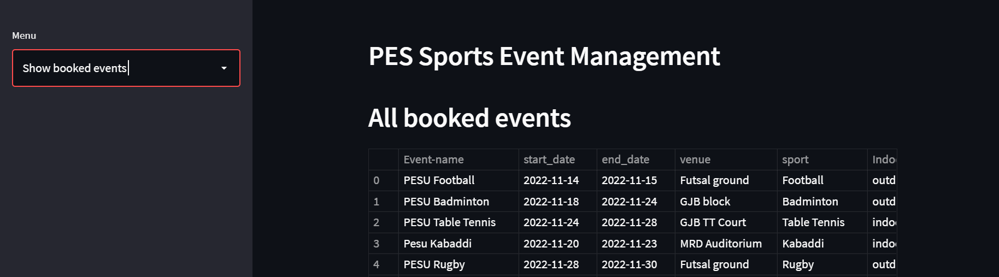 Menu
Show booked events
PES Sports Event Management
All booked events
Event-name start_date end_date venue sport Indo
0 PESU Football 2022-11-14 2022-11-15 Futsal ground Football outd
1 PESU Badminton 2022-11-18 2022-11-24 GJB block Badminton outd
2 PESU Table Tennis 2022-11-24 2022-11-28 GJB TT Court Table Tennis indo
3 Pesu Kabaddi 2022-11-20 2022-11-23 MRD Auditorium Kabaddi indo
4 PESU Rugby 2022-11-28 2022-11-30 Futsal ground Rugby outd